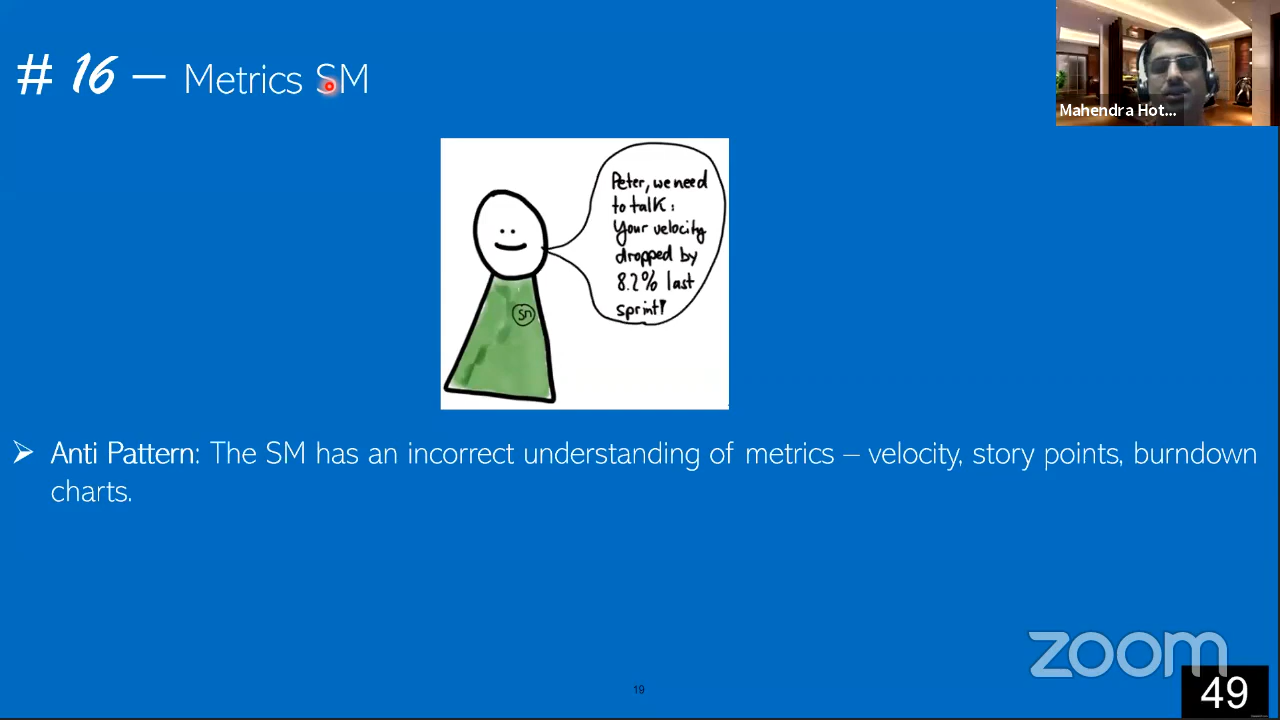 # 16 – Metrics SM
Mahendra Hot...
Peter, we need
to talk:
Your velocity
dropped by
8.2% last
sprint!
Sm
➢ Anti Pattern: The SM has an incorrect understanding of metrics – velocity, story points, burndown
charts.
zoom
19
49